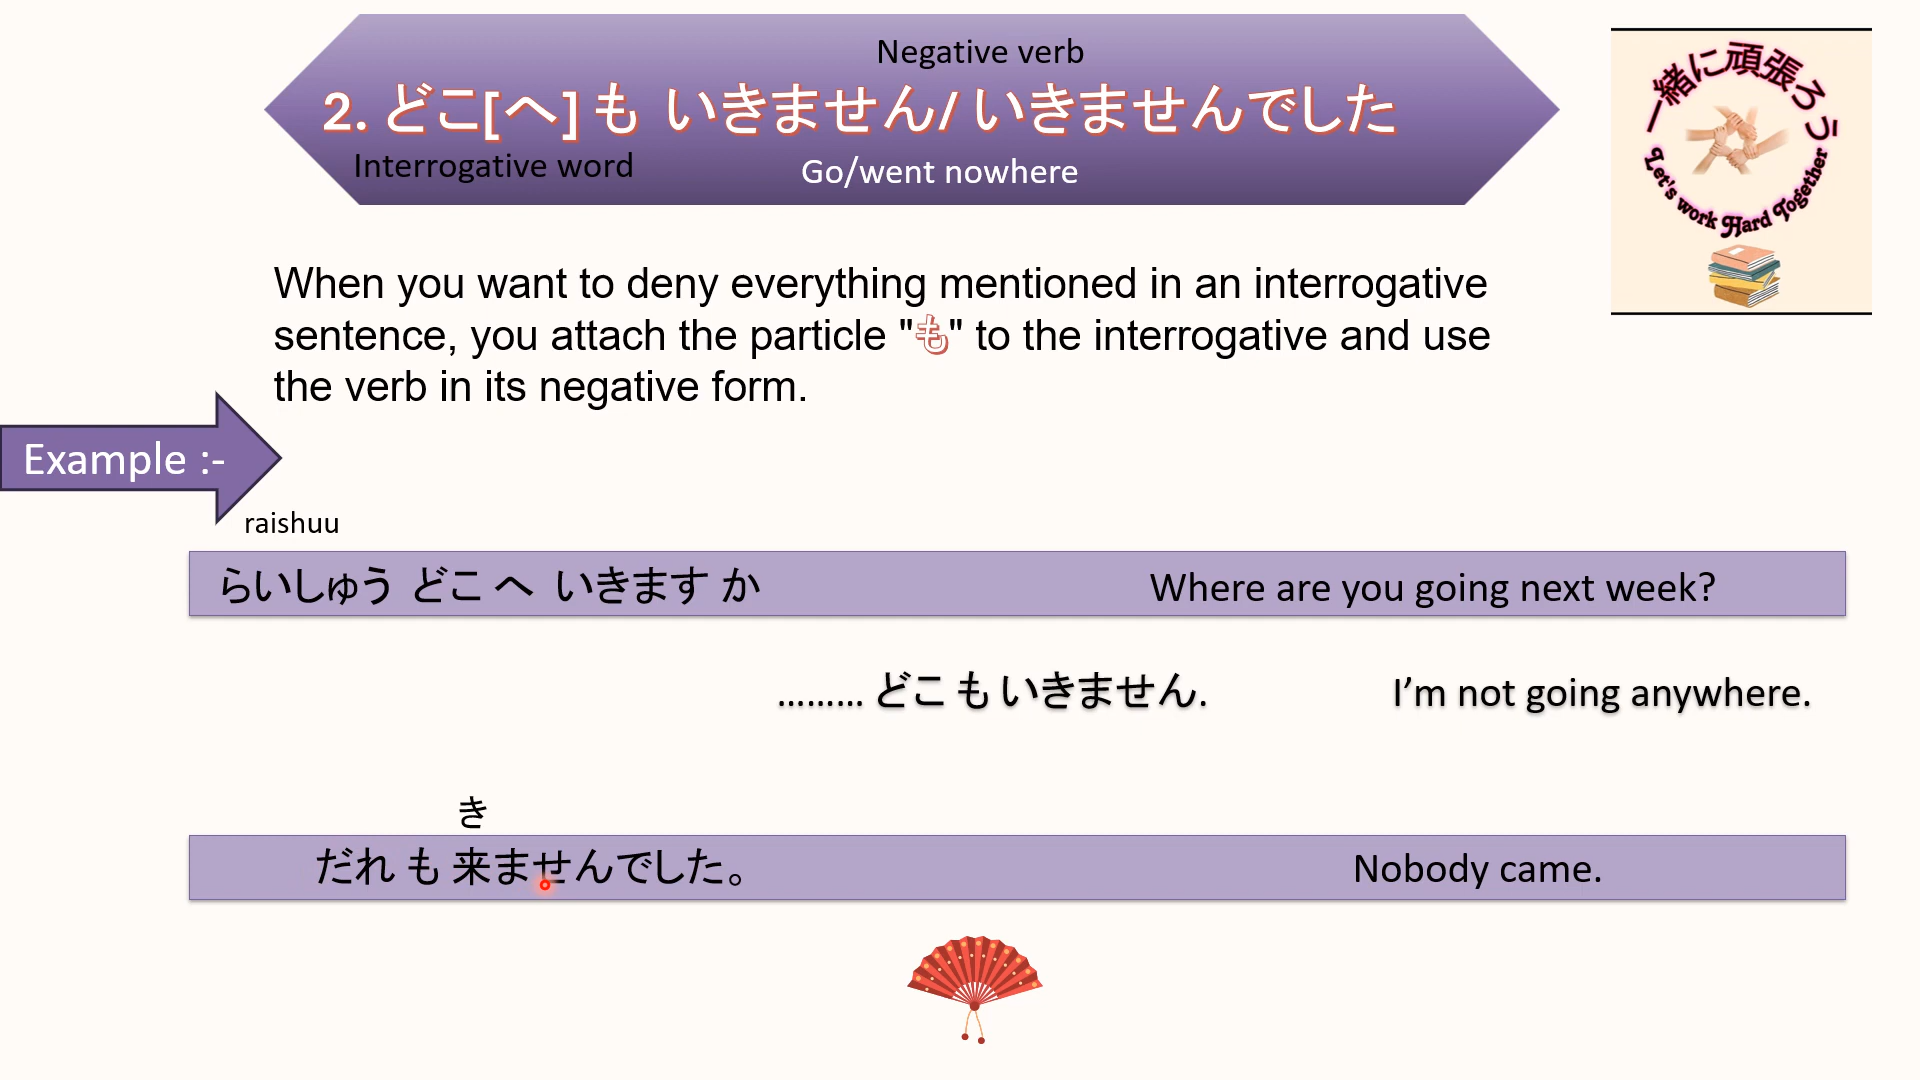 Negative verb
2. どこ[へ] も いきません/ いきませんでした
Interrogative word
Go/went nowhere
一緒に頑張ろう
Let's work Hard Together
When you want to deny everything mentioned in an interrogative
sentence, you attach the particle "も" to the interrogative and use
the verb in its negative form.
Example :-
raishuu
らいしゅう どこ へ いきます か
Where are you going next week?
......... どこ も いきません.
I’m not going anywhere.
き
だれ も 来ませんでした。
Nobody came.